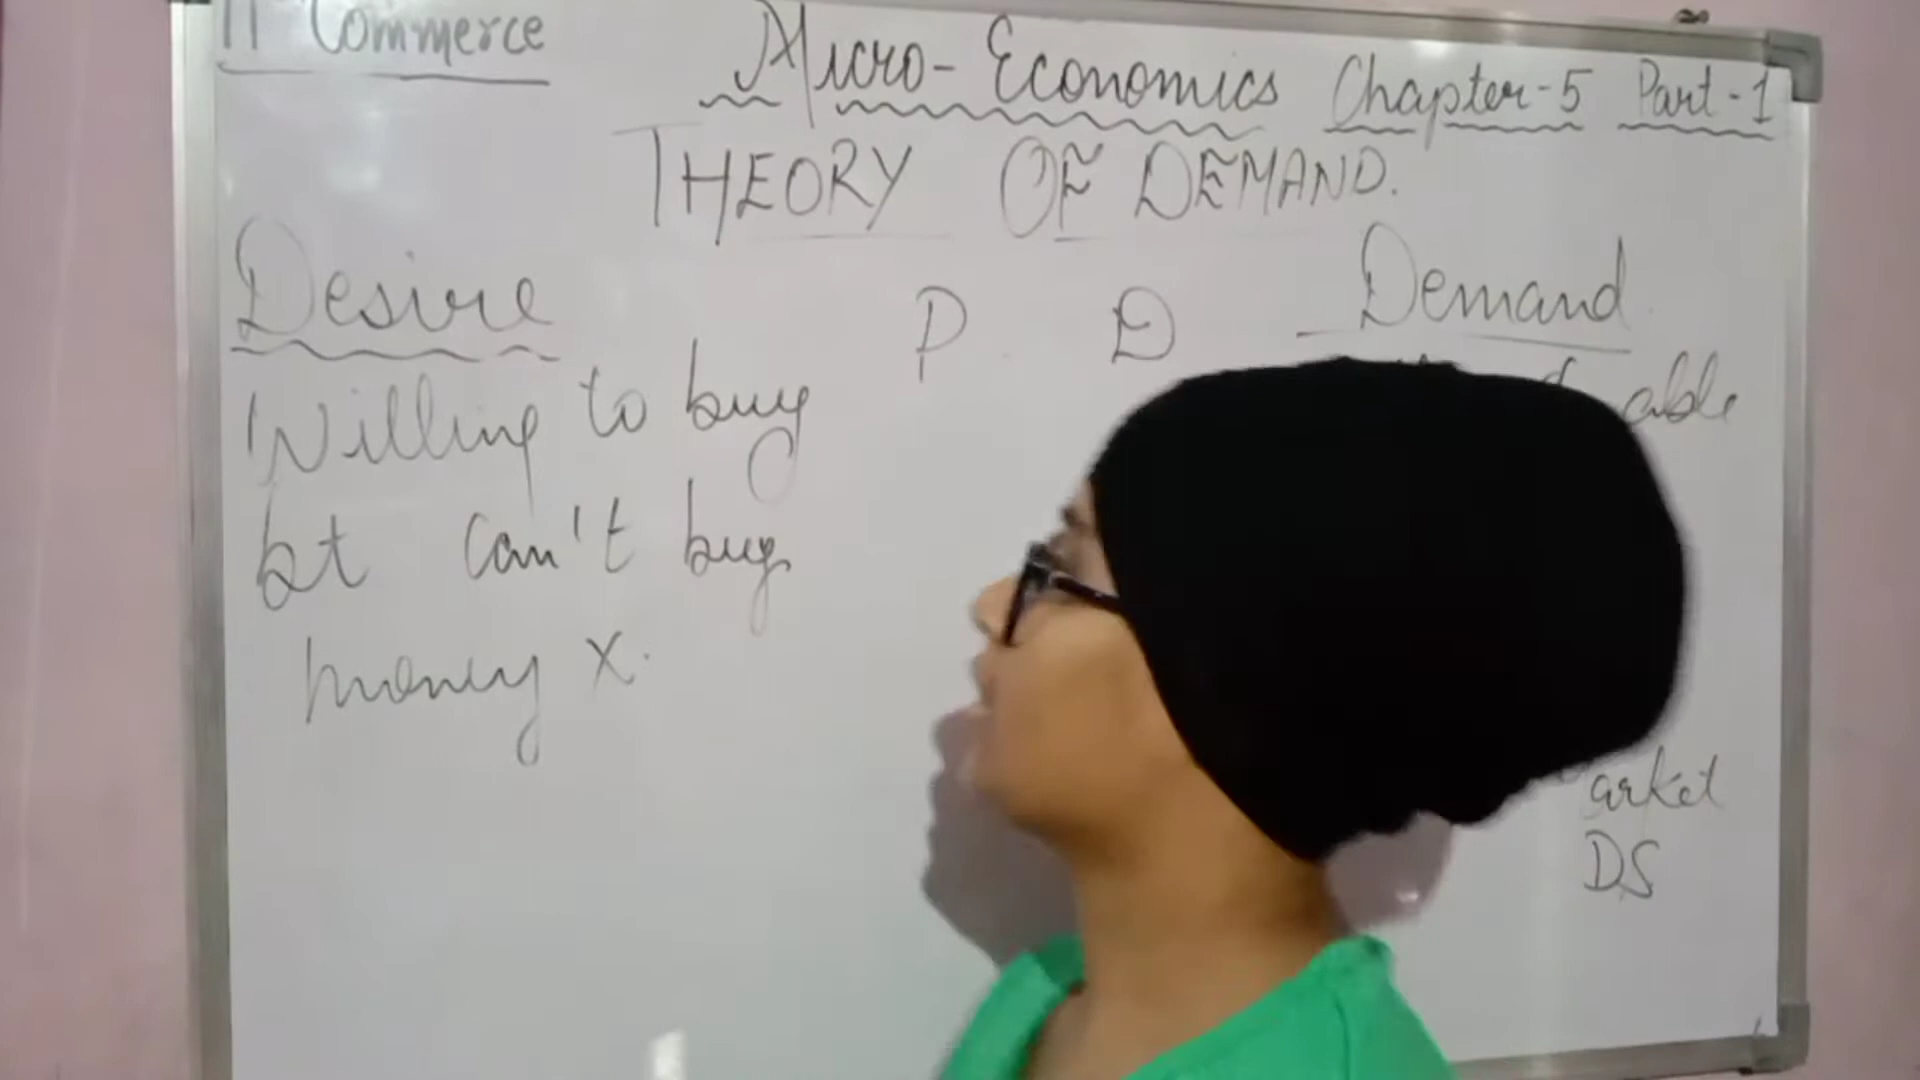 11 Commerce
Micro-Economics Chapter-5 Part-1
THEORY OF DEMAND.
Desire
Willing to buy
bt can't buy
money x.
P D
Demand
able
arket
DS